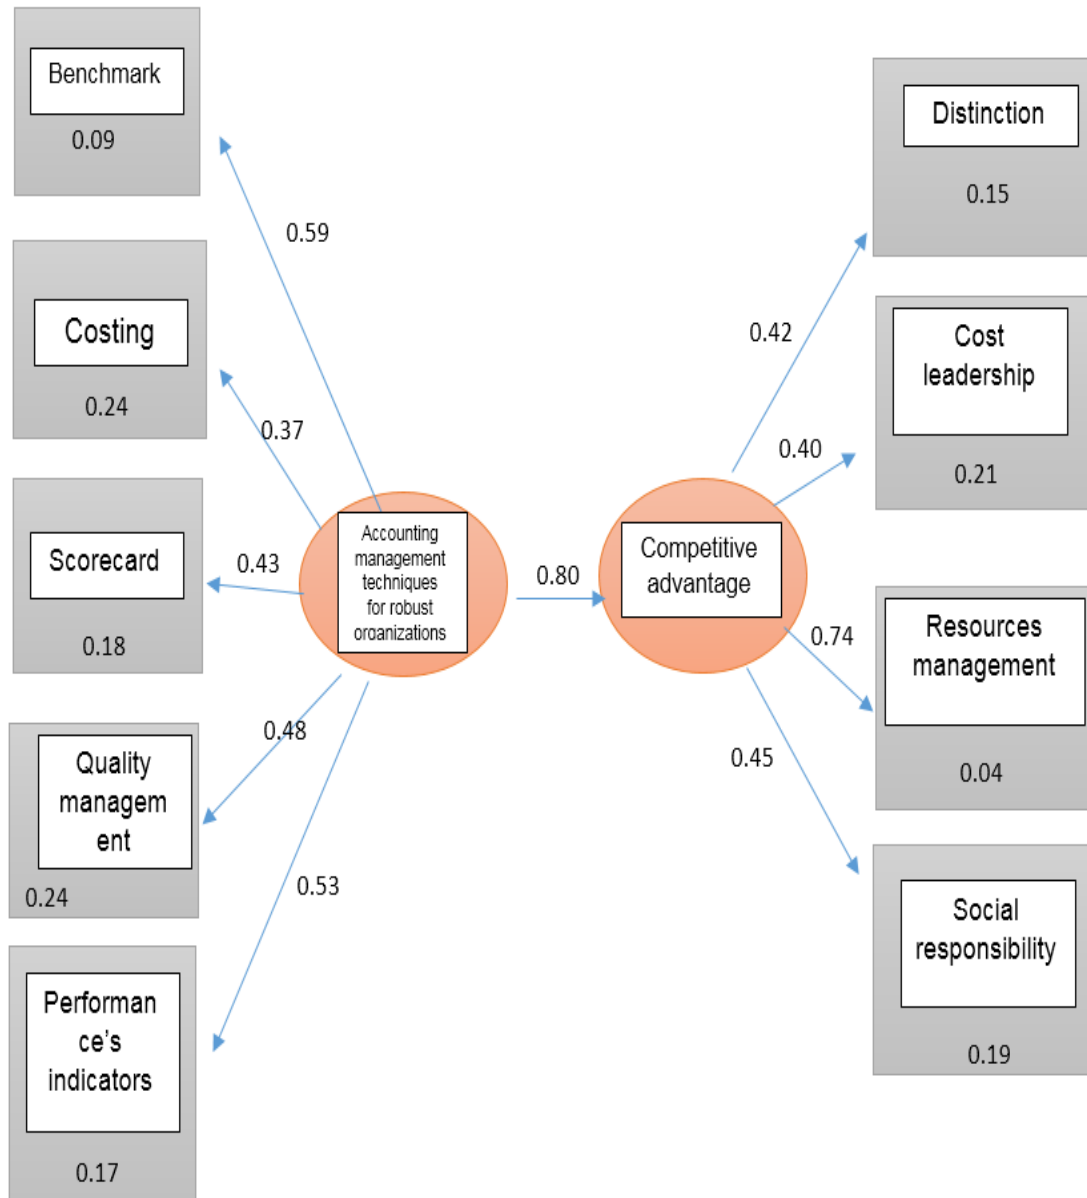 Benchmark
0.09
0.59
Costing
0.24
0.37
Scorecard
0.18
0.43
Quality
managem
ent
0.24
0.48
Performan
ce's
indicators
0.17
0.53
Accounting
management
techniques
for robust
organizations
0.80
Competitive
advantage
0.42
Distinction
0.15
0.40
Cost
leadership
0.21
0.74
Resources
management
0.04
0.45
Social
responsibility
0.19